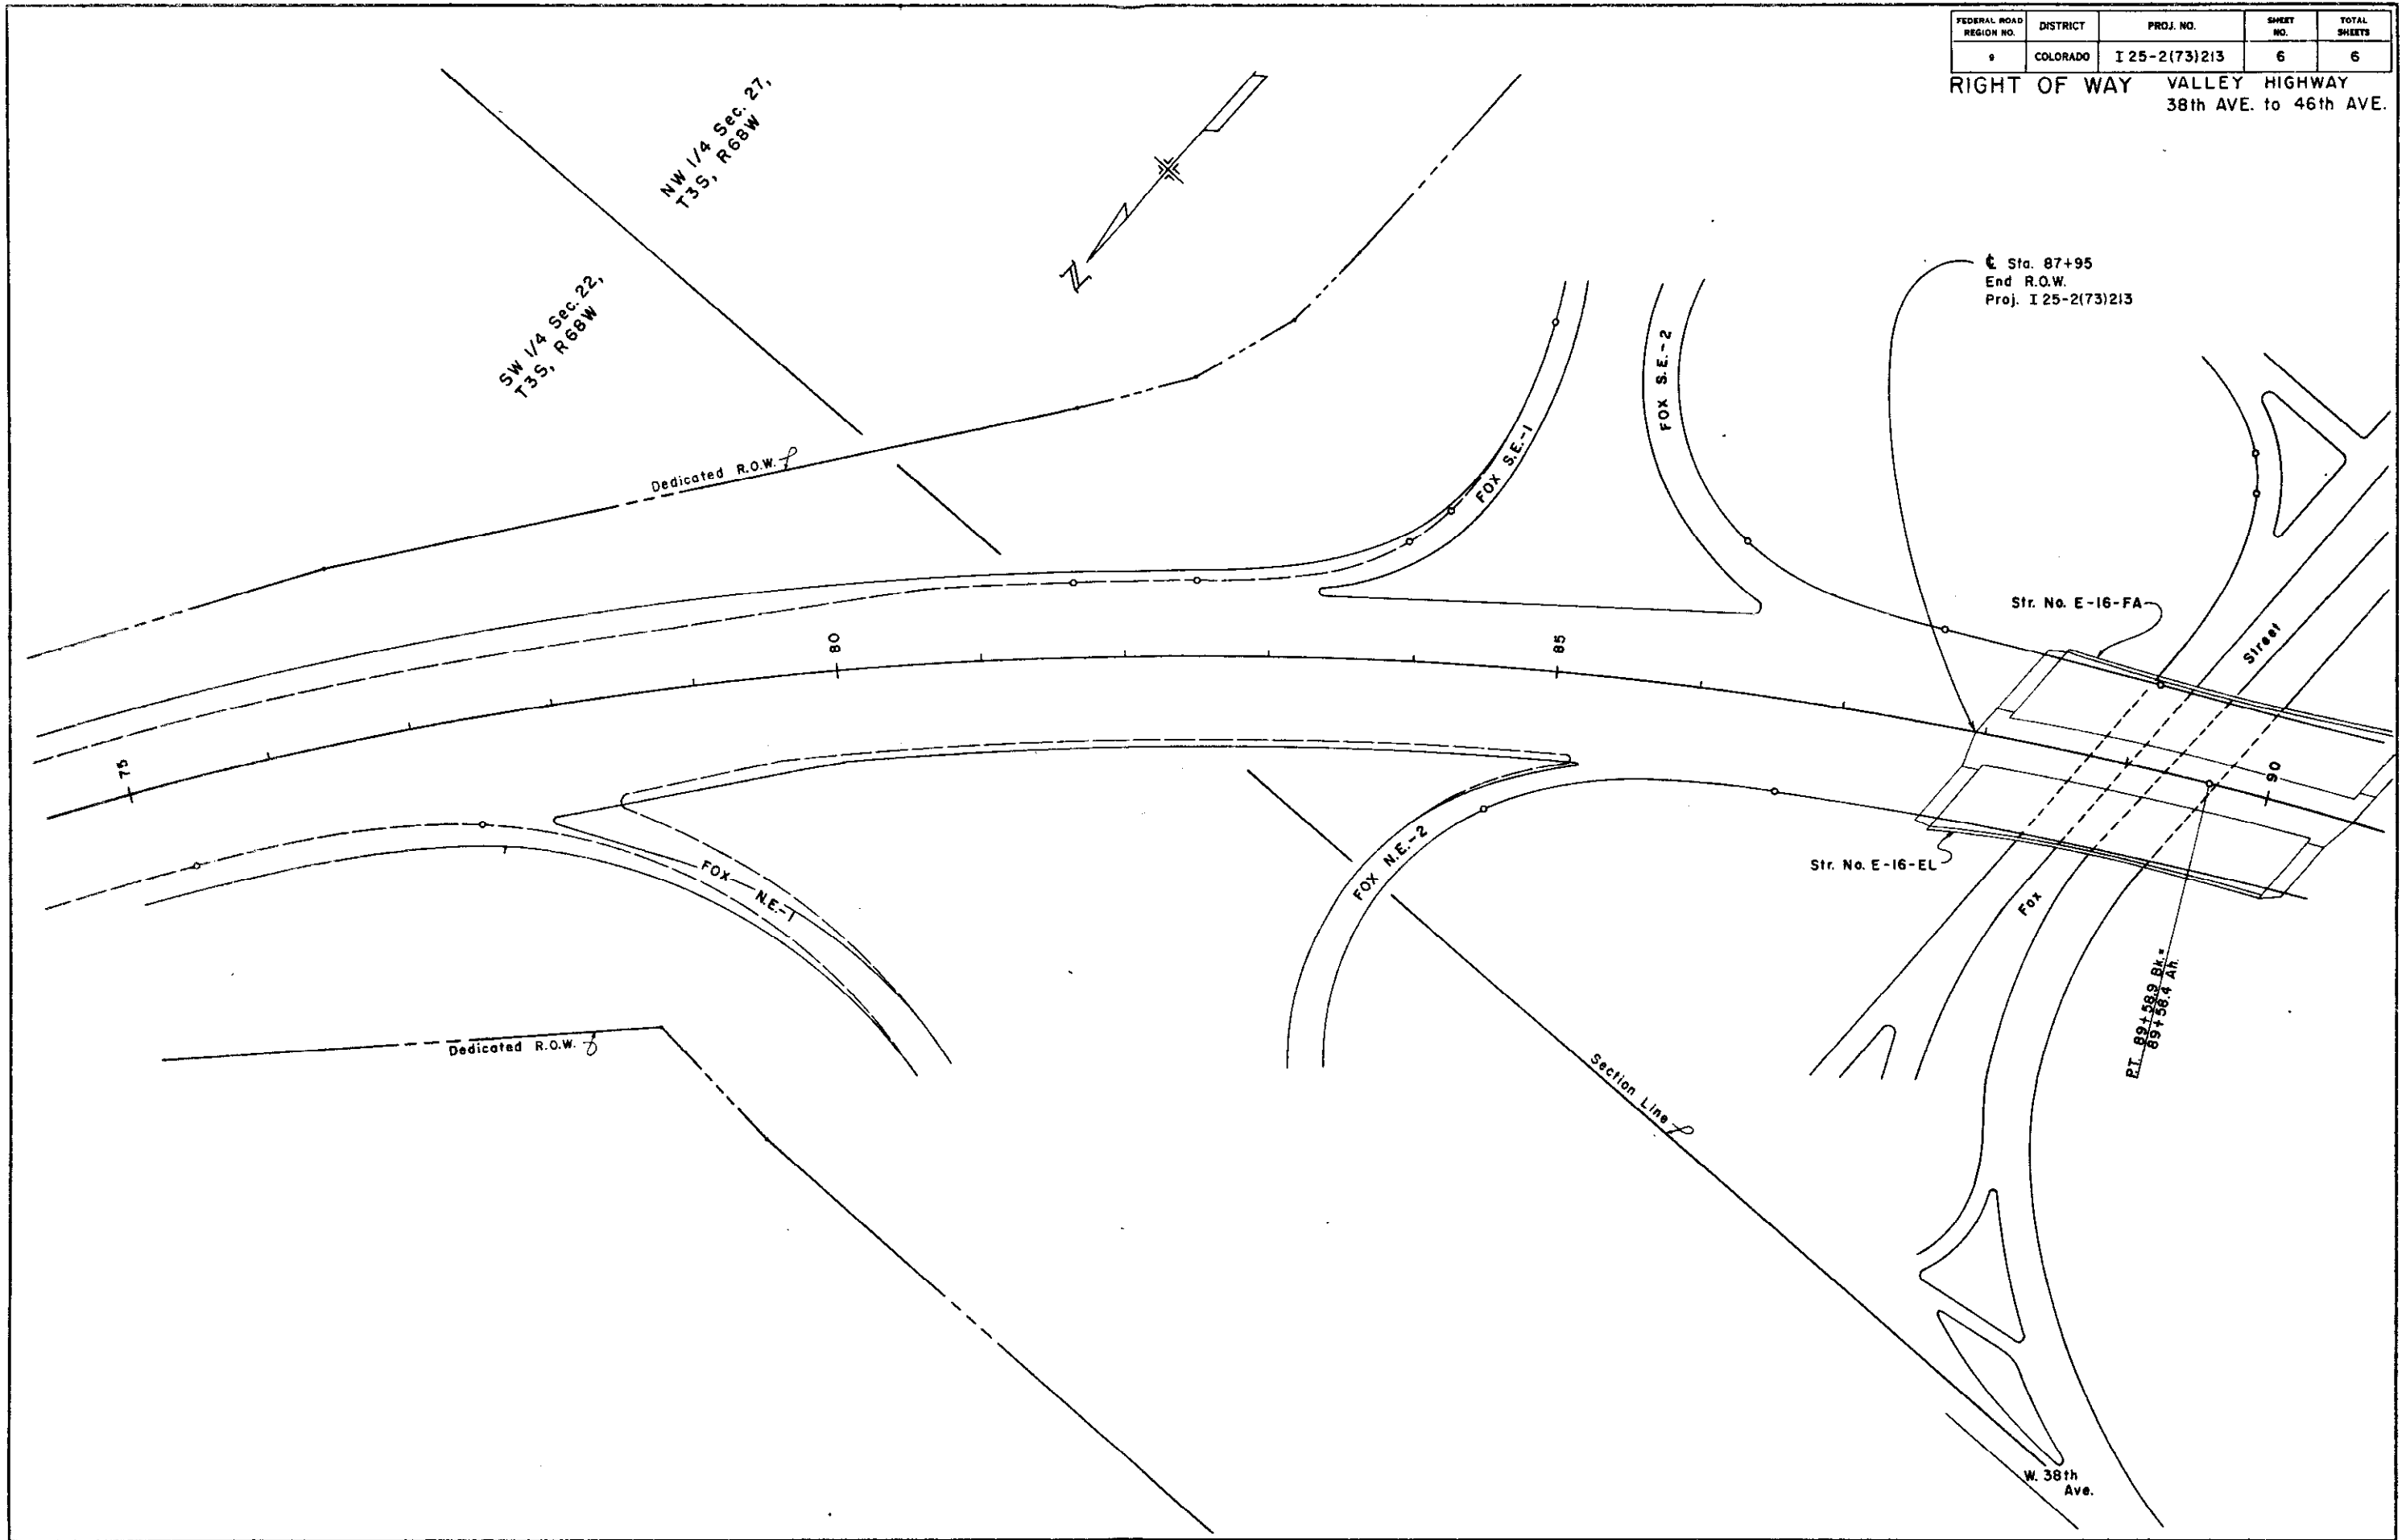 FEDERAL ROAD REGION NO. DISTRICT PROJ. NO. SHEET NO. TOTAL SHEETS
9 COLORADO I 25-2(73)213 6 6
RIGHT OF WAY VALLEY HIGHWAY
38th AVE. to 46th AVE.
NW 1/4 Sec. 27,
T3S, R68W
SW 1/4 Sec. 22,
T3S, R68W
N
℄ Sta. 87+95
End R.O.W.
Proj. I 25-2(73)213
FOX S.E.-2
FOX S.E.-1
Dedicated R.O.W.
Str. No. E-16-FA
Street
80
85
75
90
Str. No. E-16-EL
FOX N.E.-2
FOX N.E.-1
Fox
P.T. 89+58.9 Bk.=
89+58.4 Ah.
Dedicated R.O.W.
Section Line
W. 38th
Ave.